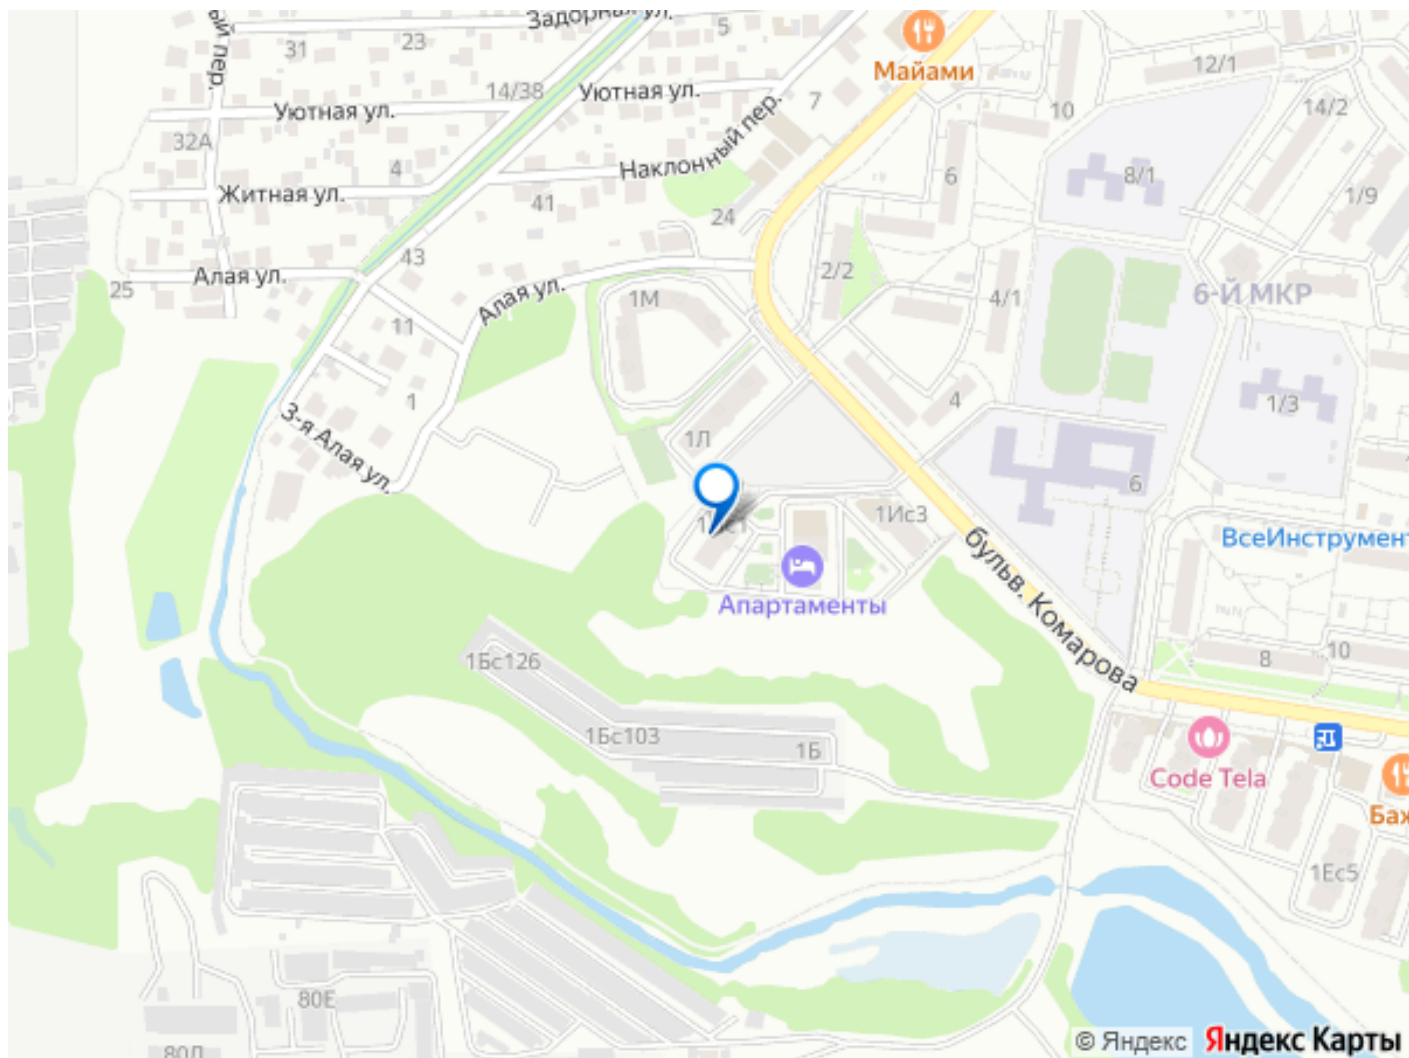 Задорная ул.
ый пер.
31
23
5
Майами
12/1
14/38
Уютная ул.
Уютная ул.
7
10
14/2
32А
4
Наклонный пер.
6
8/1
1/9
Житная ул.
41
24
43
2/2
Алая ул.
25
Алая ул.
1М
4/1
6-Й МКР
11
1
4
1/3
3-я Алая ул.
1Л
6
1Ис3
бульв. Комарова
ВсеИнструмент
Апартаменты
1Бс126
8
10
1Бс103
1Б
Code Tela
Бах
1Ес5
80Е
80Д
© Яндекс
Яндекс Карты